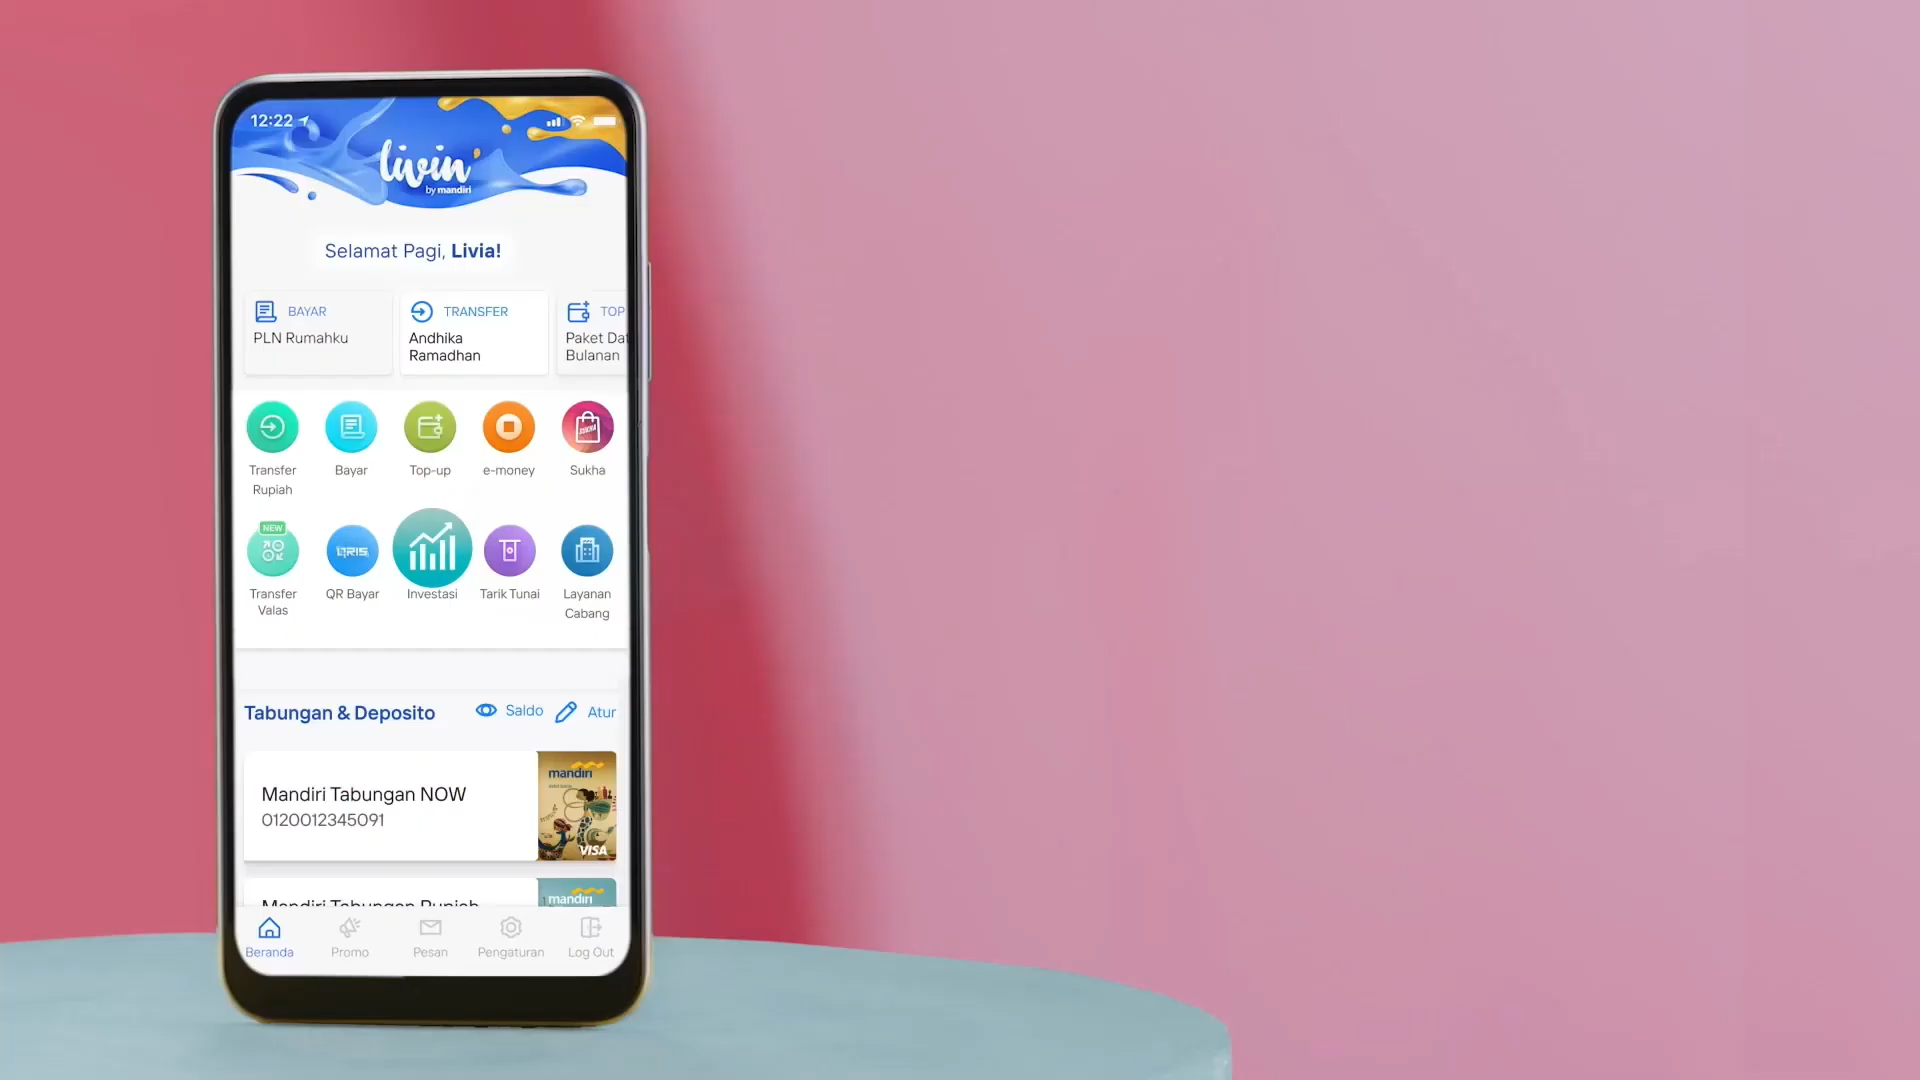 12:22
livin'
by mandiri
Selamat Pagi, Livia!
BAYAR
PLN Rumahku
TRANSFER
Andhika
Ramadhan
TOP
Paket Dat
Bulanan
Transfer
Rupiah
Bayar
Top-up
e-money
SUKHA
Sukha
NEW
Transfer
Valas
QRIS
QR Bayar
Investasi
Tarik Tunai
Layanan
Cabang
Tabungan & Deposito
Saldo
Atur
Mandiri Tabungan NOW
0120012345091
mandiri
VISA
Mandiri Tabungan Rupiah
mandiri
Beranda
Promo
Pesan
Pengaturan
Log Out